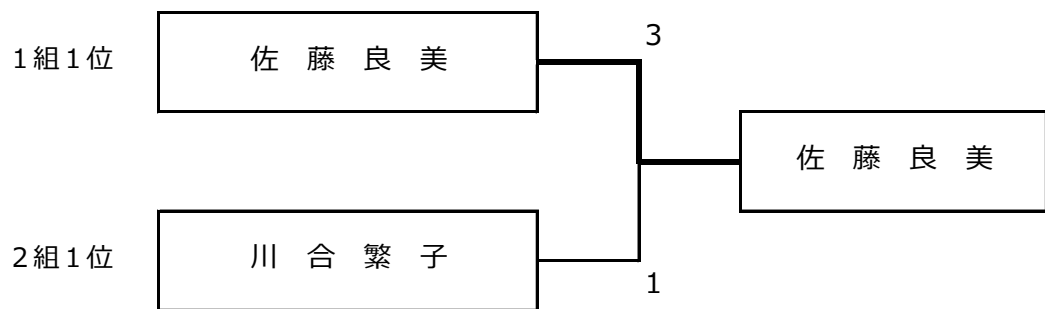 3
1組1位 佐 藤 良 美
佐 藤 良 美
2組1位 川 合 繁 子
1